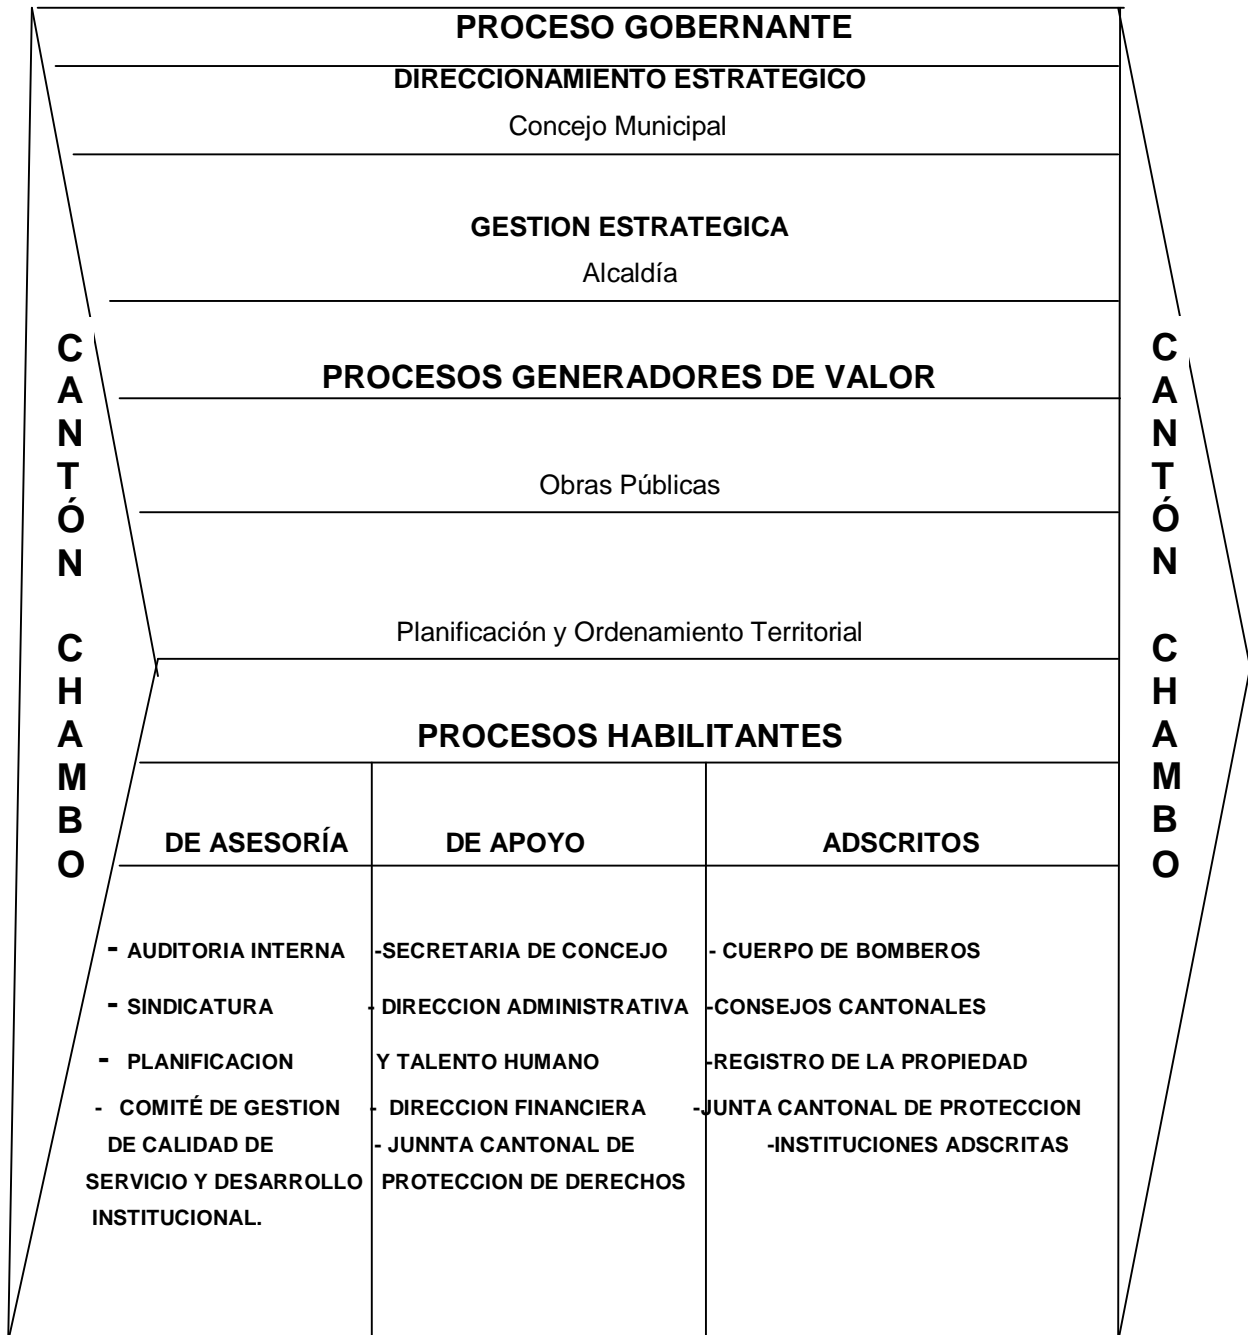 PROCESO GOBERNANTE
DIRECCIONAMIENTO ESTRATEGICO
Concejo Municipal
GESTION ESTRATEGICA
Alcaldía
PROCESOS GENERADORES DE VALOR
Obras Públicas
Planificación y Ordenamiento Territorial
CANTÓN CHAMBO
PROCESOS HABILITANTES
DE ASESORÍA
- AUDITORIA INTERNA
- SINDICATURA
- PLANIFICACION
- COMITÉ DE GESTION
DE CALIDAD DE
SERVICIO Y DESARROLLO
INSTITUCIONAL.
DE APOYO
-SECRETARIA DE CONCEJO
- DIRECCION ADMINISTRATIVA
Y TALENTO HUMANO
- DIRECCION FINANCIERA
- JUNNTA CANTONAL DE
PROTECCION DE DERECHOS
ADSCRITOS
- CUERPO DE BOMBEROS
-CONSEJOS CANTONALES
-REGISTRO DE LA PROPIEDAD
-JUNTA CANTONAL DE PROTECCION
-INSTITUCIONES ADSCRITAS
CANTÓN CHAMBO